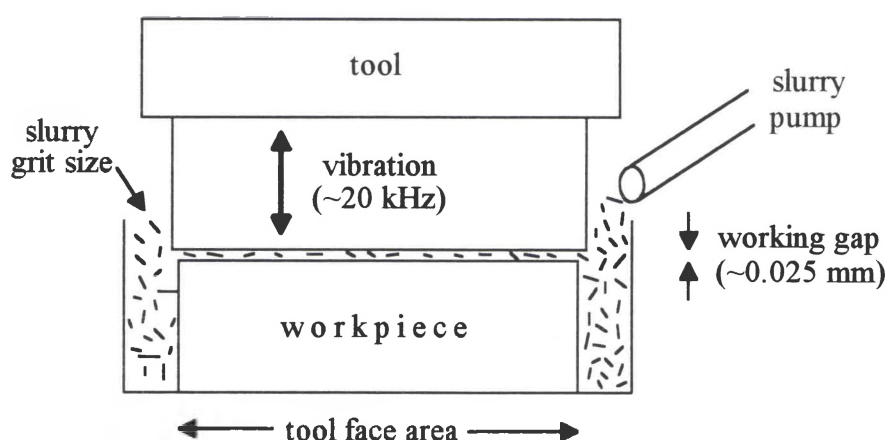 tool
slurry
pump
slurry
grit size
vibration
(~20 kHz)
working gap
(~0.025 mm)
workpiece
tool face area